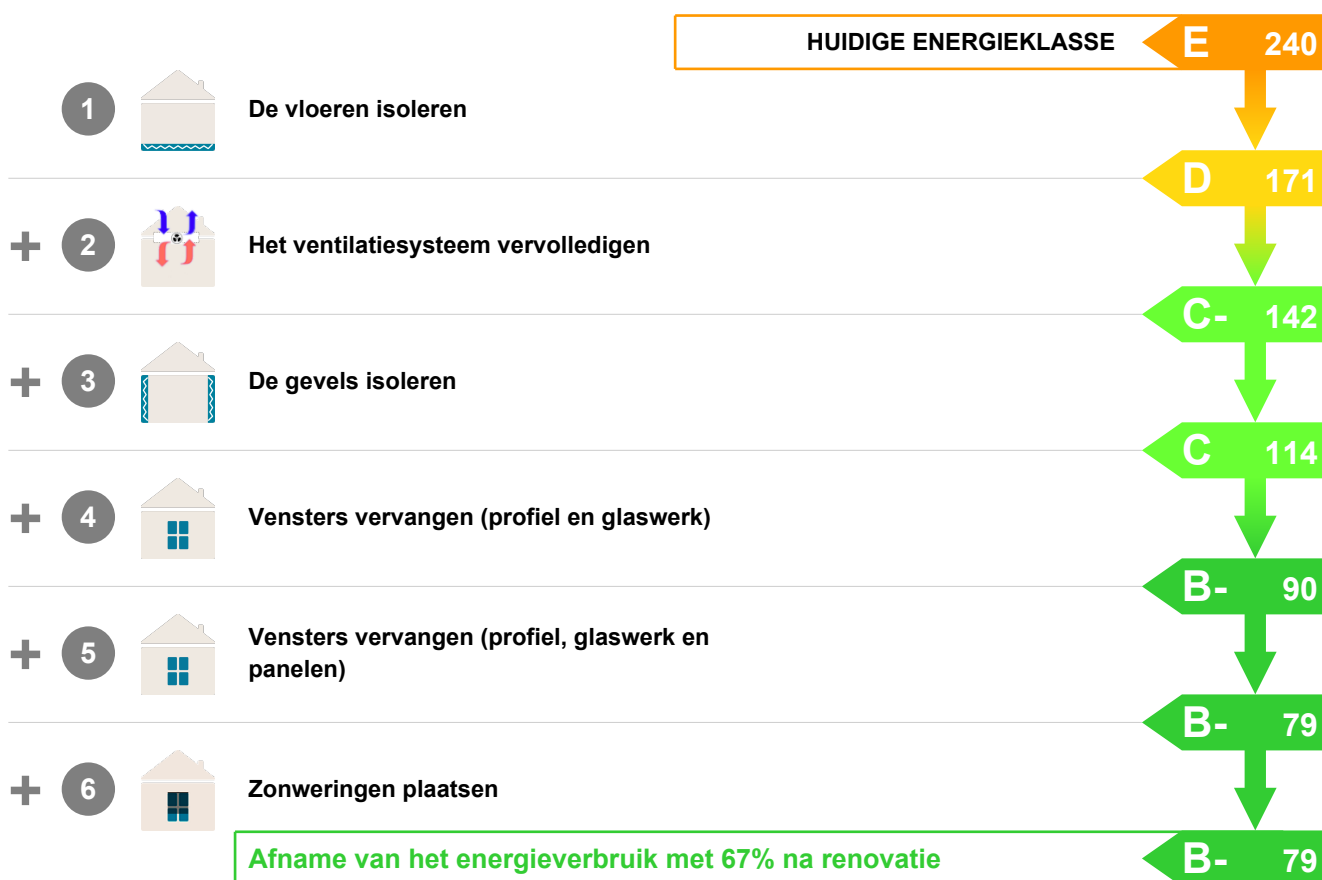 HUIDIGE ENERGIEKLASSE E 240
1 De vloeren isoleren
D 171
+ 2 Het ventilatiesysteem vervolledigen
C- 142
+ 3 De gevels isoleren
C 114
+ 4 Vensters vervangen (profiel en glaswerk)
B- 90
+ 5 Vensters vervangen (profiel, glaswerk en
panelen)
B- 79
+ 6 Zonweringen plaatsen
Afname van het energieverbruik met 67% na renovatie B- 79